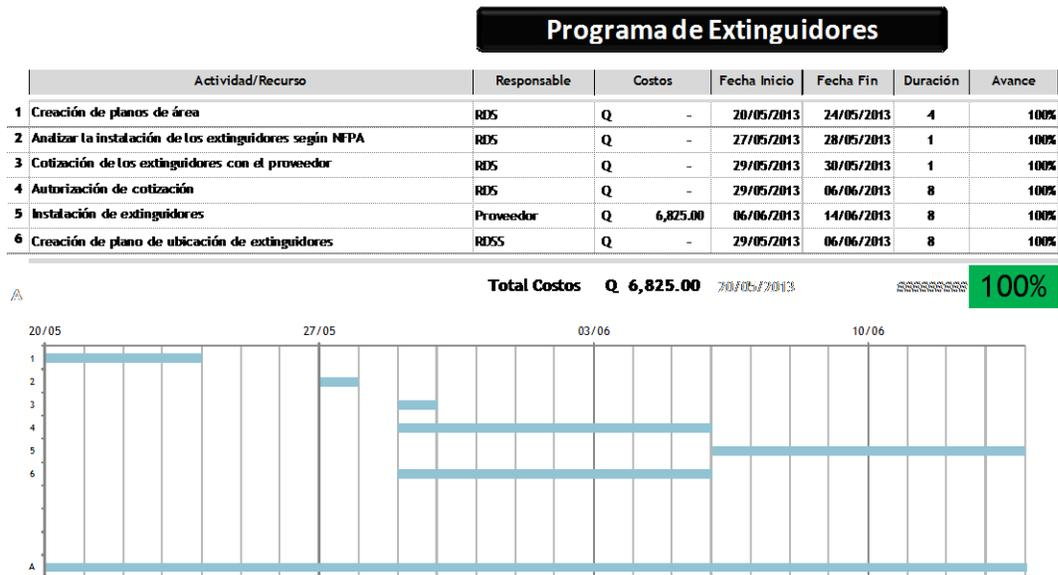 Programa de Extinguidores
Actividad/Recurso Responsable Costos Fecha Inicio Fecha Fin Duración Avance
1 Creación de planos de área RDS Q - 20/05/2013 24/05/2013 4 100%
2 Analizar la instalación de los extinguidores según NFPA RDS Q - 27/05/2013 28/05/2013 1 100%
3 Cotización de los extinguidores con el proveedor RDS Q - 29/05/2013 30/05/2013 1 100%
4 Autorización de cotización RDS Q - 29/05/2013 06/06/2013 8 100%
5 Instalación de extinguidores Proveedor Q 6,825.00 06/06/2013 14/06/2013 8 100%
6 Creación de plano de ubicación de extinguidores RDSS Q - 29/05/2013 06/06/2013 8 100%
A Total Costos Q 6,825.00 20/05/2013 100%
20/05 27/05 03/06 10/06
1
2
3
4
5
6
A